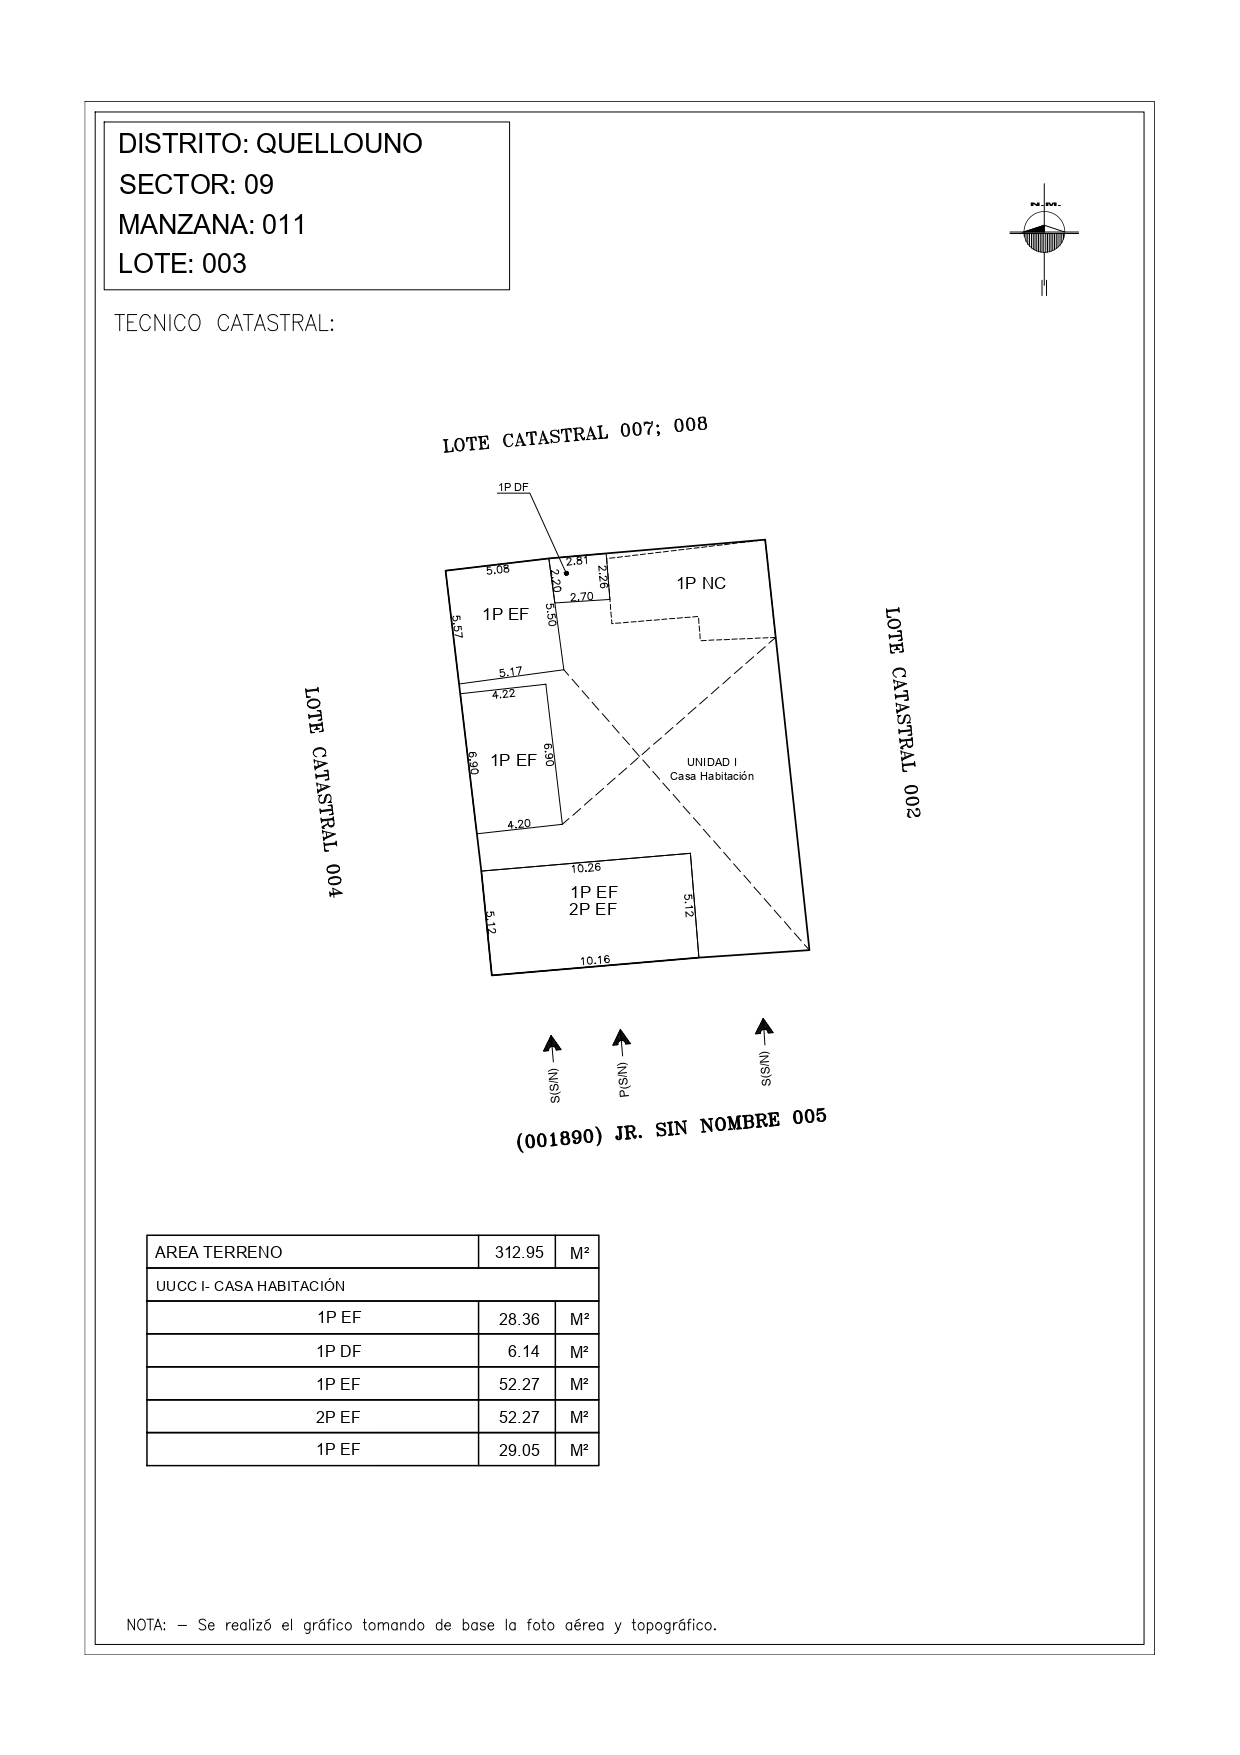 DISTRITO: QUELLOUNO
SECTOR: 09
MANZANA: 011
LOTE: 003
N.M.
TECNICO CATASTRAL:
LOTE CATASTRAL 007; 008
1P DF
5.08
2.81
2.20
2.26
1P NC
2.70
1P EF
5.50
5.57
5.17
4.22
LOTE CATASTRAL 004
LOTE CATASTRAL 002
6.90
1P EF
6.90
UNIDAD I
Casa Habitación
4.20
10.26
1P EF
2P EF
5.12
5.12
10.16
S(S/N)
P(S/N)
S(S/N)
(001890) JR. SIN NOMBRE 005
AREA TERRENO 312.95 M²
UUCC I- CASA HABITACIÓN
1P EF 28.36 M²
1P DF 6.14 M²
1P EF 52.27 M²
2P EF 52.27 M²
1P EF 29.05 M²
NOTA: – Se realizó el gráfico tomando de base la foto aérea y topográfico.